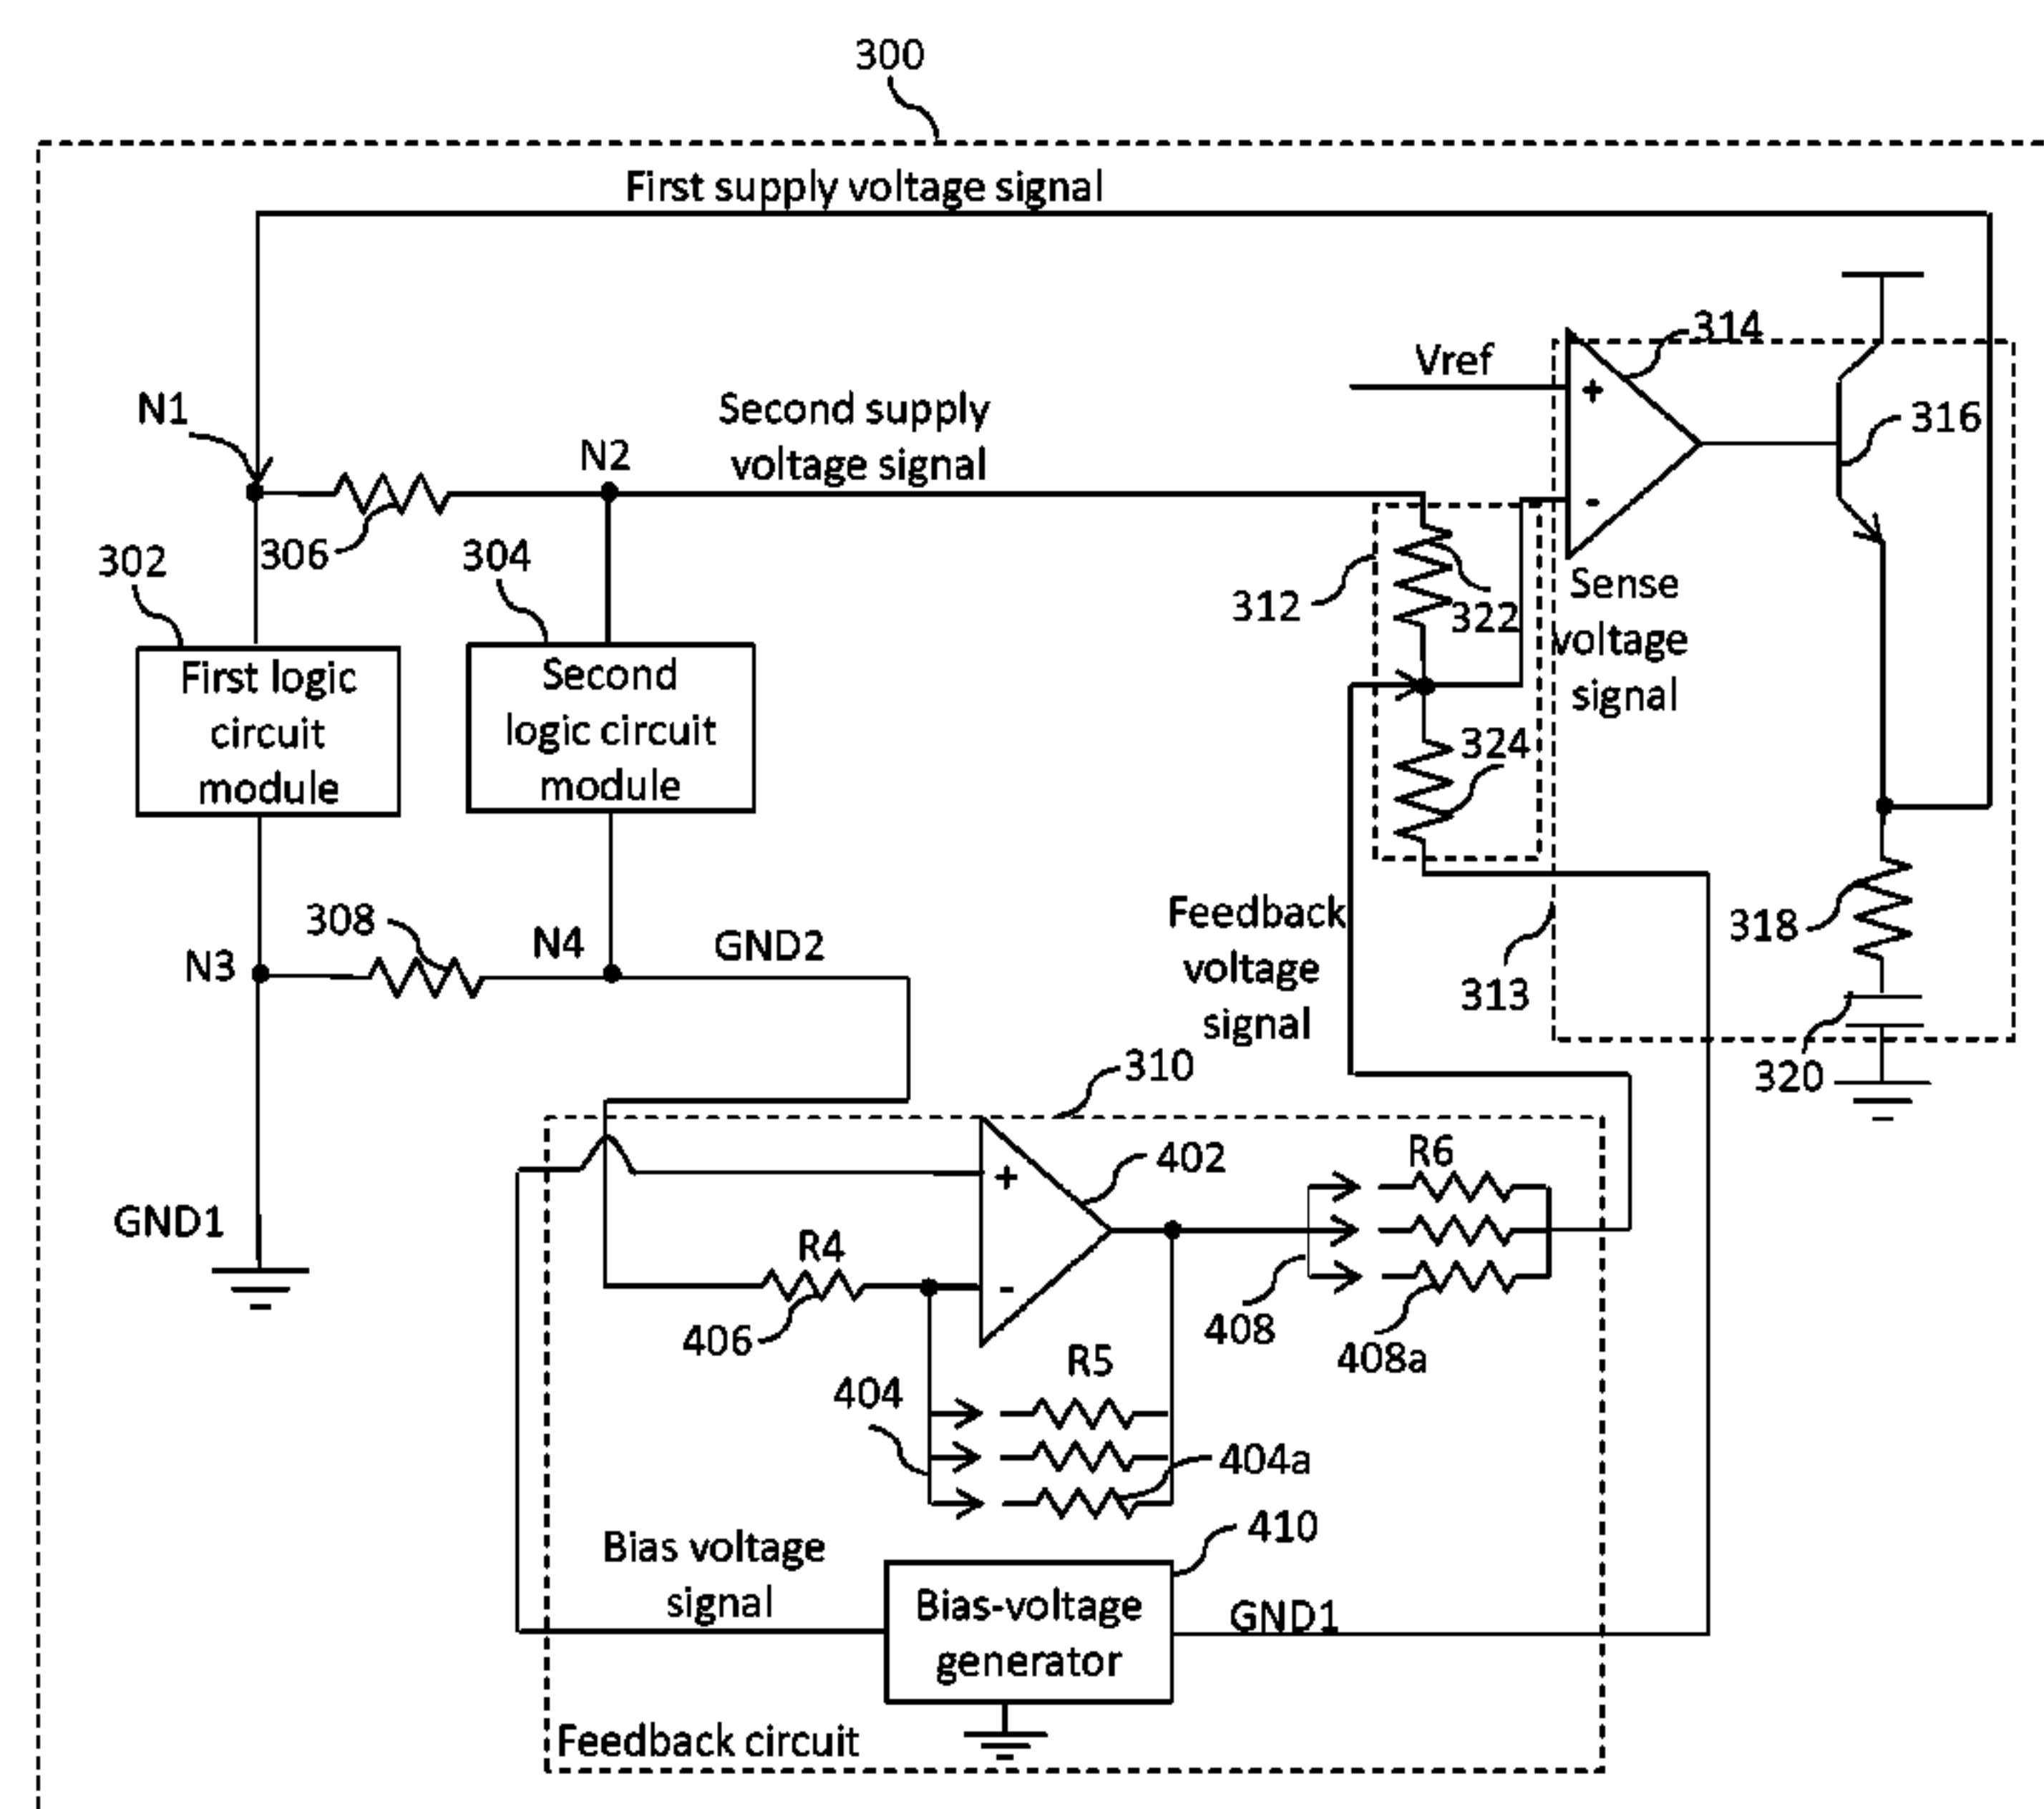 300
First supply voltage signal
314
Vref
+
-
316
N1
Second supply
voltage signal
N2
306
302
304
312
322
Sense
voltage
signal
First logic
circuit
module
Second
logic circuit
module
324
Feedback
voltage
signal
313
318
308
N3
N4
GND2
320
310
402
R6
+
-
GND1
R4
406
408
408a
R5
404
404a
410
Bias voltage
signal
Bias-voltage
generator
GND1
Feedback circuit